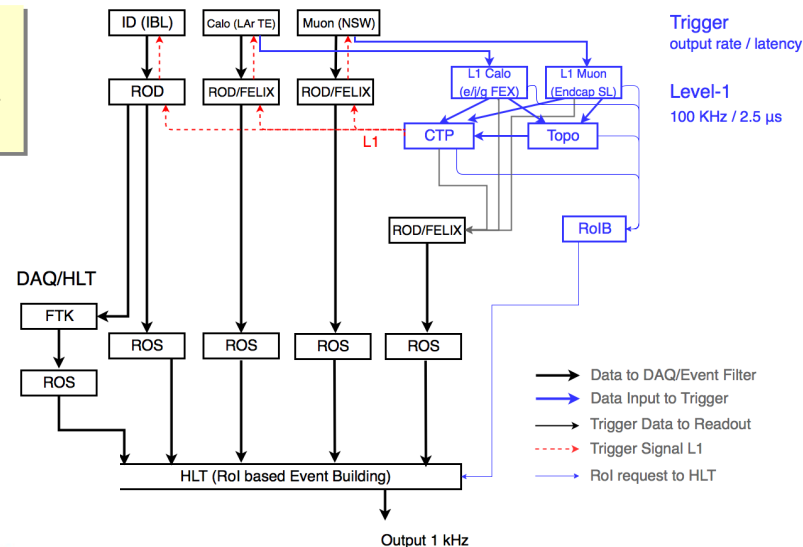 ID (IBL)
Calo (LAr TE)
Muon (NSW)
Trigger
output rate / latency
L1 Calo
(e/j/g FEX)
L1 Muon
(Endcap SL)
Level-1
100 KHz / 2.5 µs
ROD
ROD/FELIX
ROD/FELIX
L1
CTP
Topo
ROD/FELIX
RoIB
DAQ/HLT
FTK
ROS
ROS
ROS
ROS
ROS
Data to DAQ/Event Filter
Data Input to Trigger
Trigger Data to Readout
Trigger Signal L1
RoI request to HLT
HLT (RoI based Event Building)
Output 1 kHz